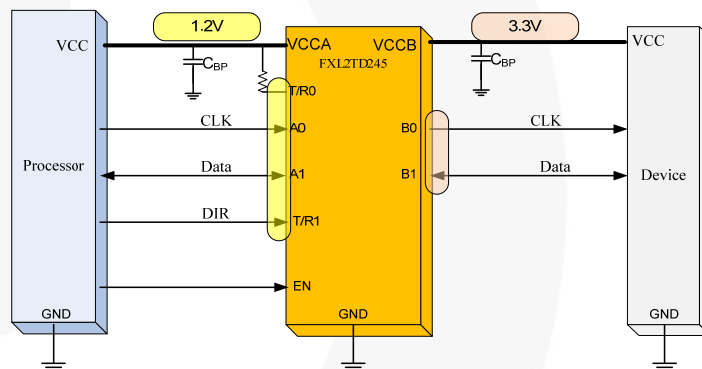 1.2V
3.3V
VCC
VCCA
VCCB
VCC
FXL2TD245
CBP
CBP
T/R0
CLK
A0
B0
CLK
Processor
Data
A1
B1
Data
Device
DIR
T/R1
EN
GND
GND
GND